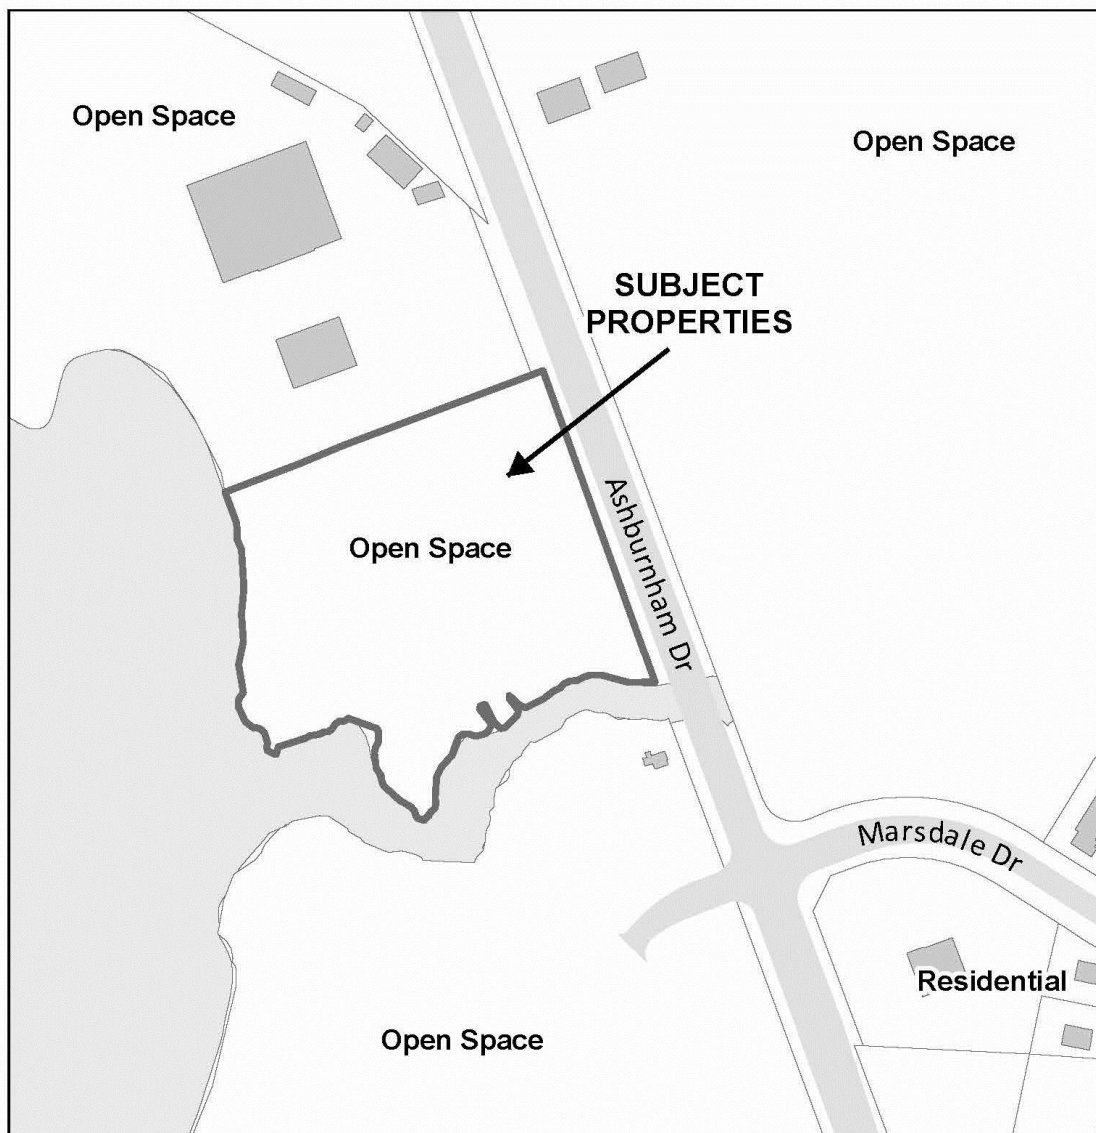 Open Space
Open Space
SUBJECT
PROPERTIES
Open Space
Ashburnham Dr
Marsdale Dr
Residential
Open Space